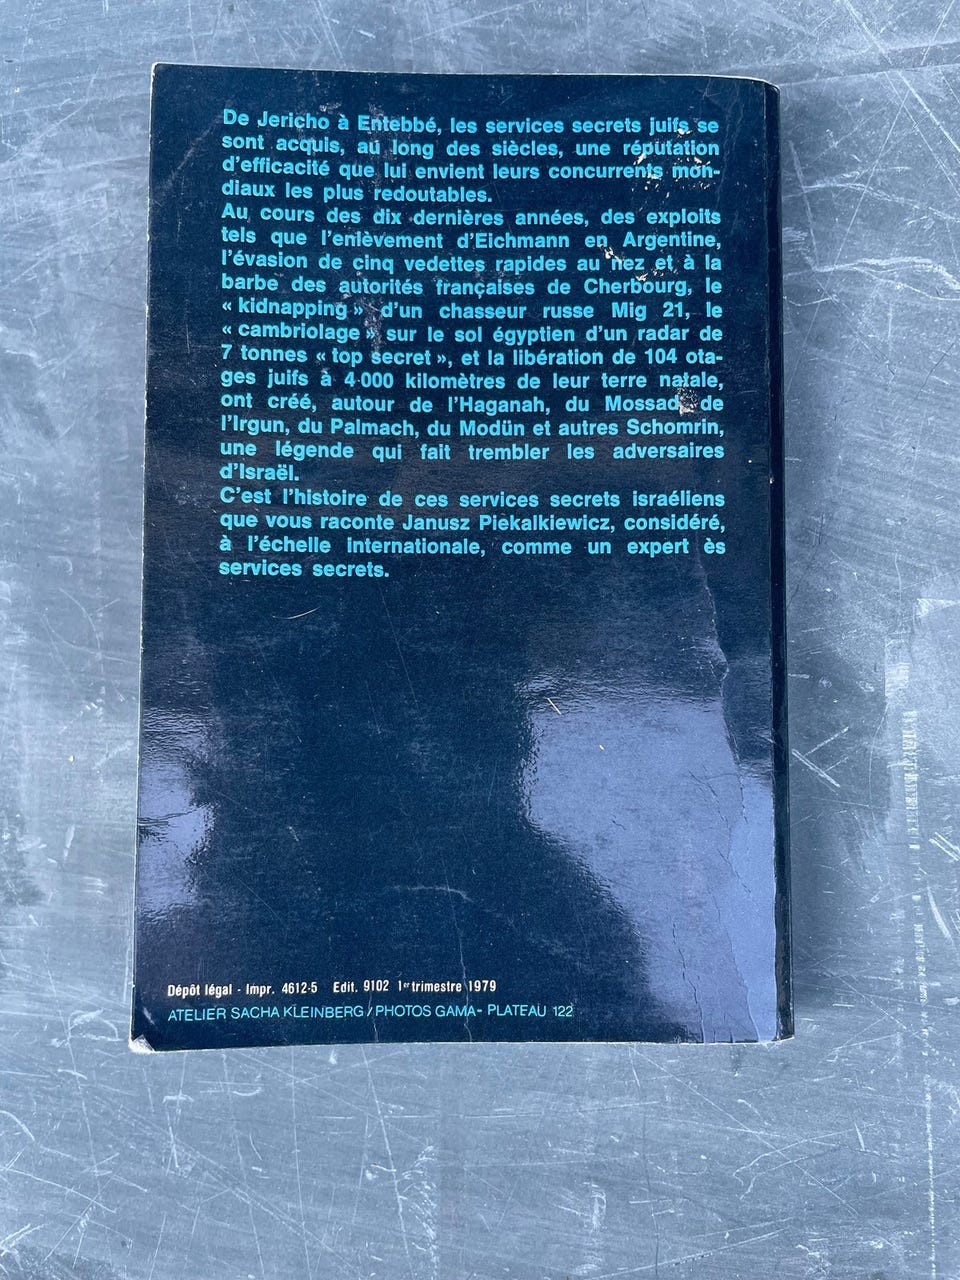 De Jericho à Entebbé, les services secrets juifs se
sont acquis, au long des siècles, une réputation
d'efficacité que lui envient leurs concurrents mon-
diaux les plus redoutables.
Au cours des dix dernières années, des exploits
tels que l'enlèvement d'Eichmann en Argentine,
l'évasion de cinq vedettes rapides au nez et à la
barbe des autorités françaises de Cherbourg, le
« kidnapping » d'un chasseur russe Mig 21, le
« cambriolage » sur le sol égyptien d'un radar de
7 tonnes « top secret », et la libération de 104 ota-
ges juifs à 4 000 kilomètres de leur terre natale,
ont créé, autour de l'Haganah, du Mossad, de
l'Irgun, du Palmach, du Modün et autres Schomrin,
une légende qui fait trembler les adversaires
d'Israël.
C'est l'histoire de ces services secrets israéliens
que vous raconte Janusz Piekalkiewicz, considéré,
à l'échelle internationale, comme un expert ès
services secrets.
Dépôt légal - Impr. 4612-5 Edit. 9102 1er trimestre 1979
ATELIER SACHA KLEINBERG / PHOTOS GAMA - PLATEAU 122